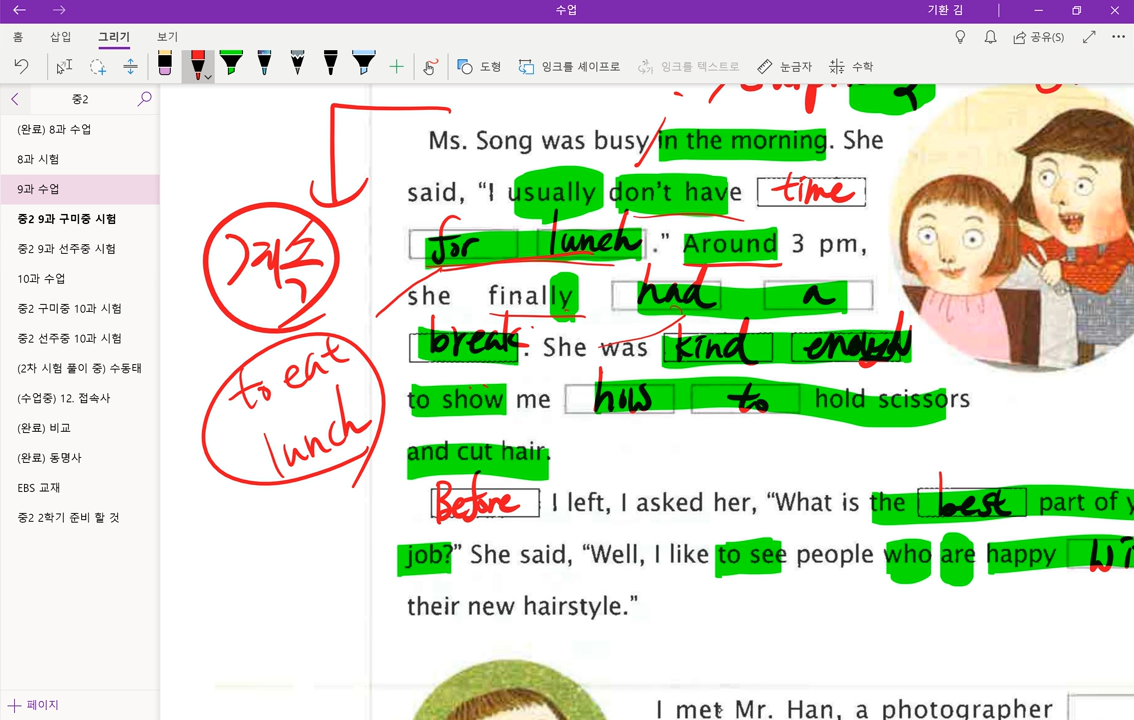 수업
기환 김
홈 삽입 그리기 보기
공유(S)
도형 잉크를 셰이프로 잉크를 텍스트로 눈금자 수학
중2
(완료) 8과 수업
8과 시험
9과 수업
중2 9과 구미중 시험
중2 9과 선주중 시험
10과 수업
중2 구미중 10과 시험
중2 선주중 10과 시험
(2차 시험 풀이 중) 수동태
(수업중) 12. 접속사
(완료) 비교
(완료) 동명사
EBS 교재
중2 2학기 준비 할 것
페이지
Ms. Song was busy in the morning. She
said, “I usually don’t have time
for lunch.” Around 3 pm,
she finally had a
break. She was kind enough
to show me how to hold scissors
and cut hair.
to eat
lunch
Before I left, I asked her, “What is the best part of y
job?” She said, “Well, I like to see people who are happy wi
their new hairstyle.”
I met Mr. Han, a photographer